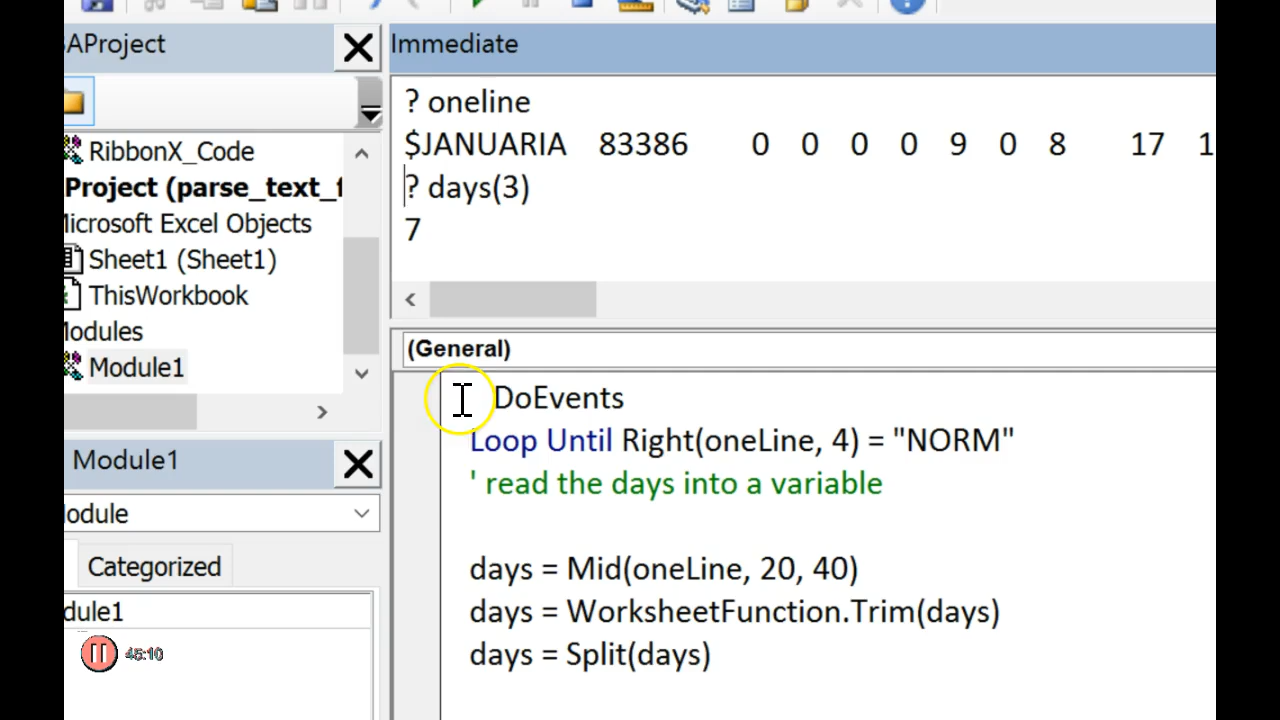 AProject
Immediate
? oneline
$JANUARIA 83386 0 0 0 0 9 0 8 17 1
? days(3)
7
RibbonX_Code
Project (parse_text_f
Microsoft Excel Objects
Sheet1 (Sheet1)
ThisWorkbook
Modules
Module1
(General)
DoEvents
Loop Until Right(oneLine, 4) = "NORM"
' read the days into a variable
days = Mid(oneLine, 20, 40)
days = WorksheetFunction.Trim(days)
days = Split(days)
Module1
odule
Categorized
dule1
45:10